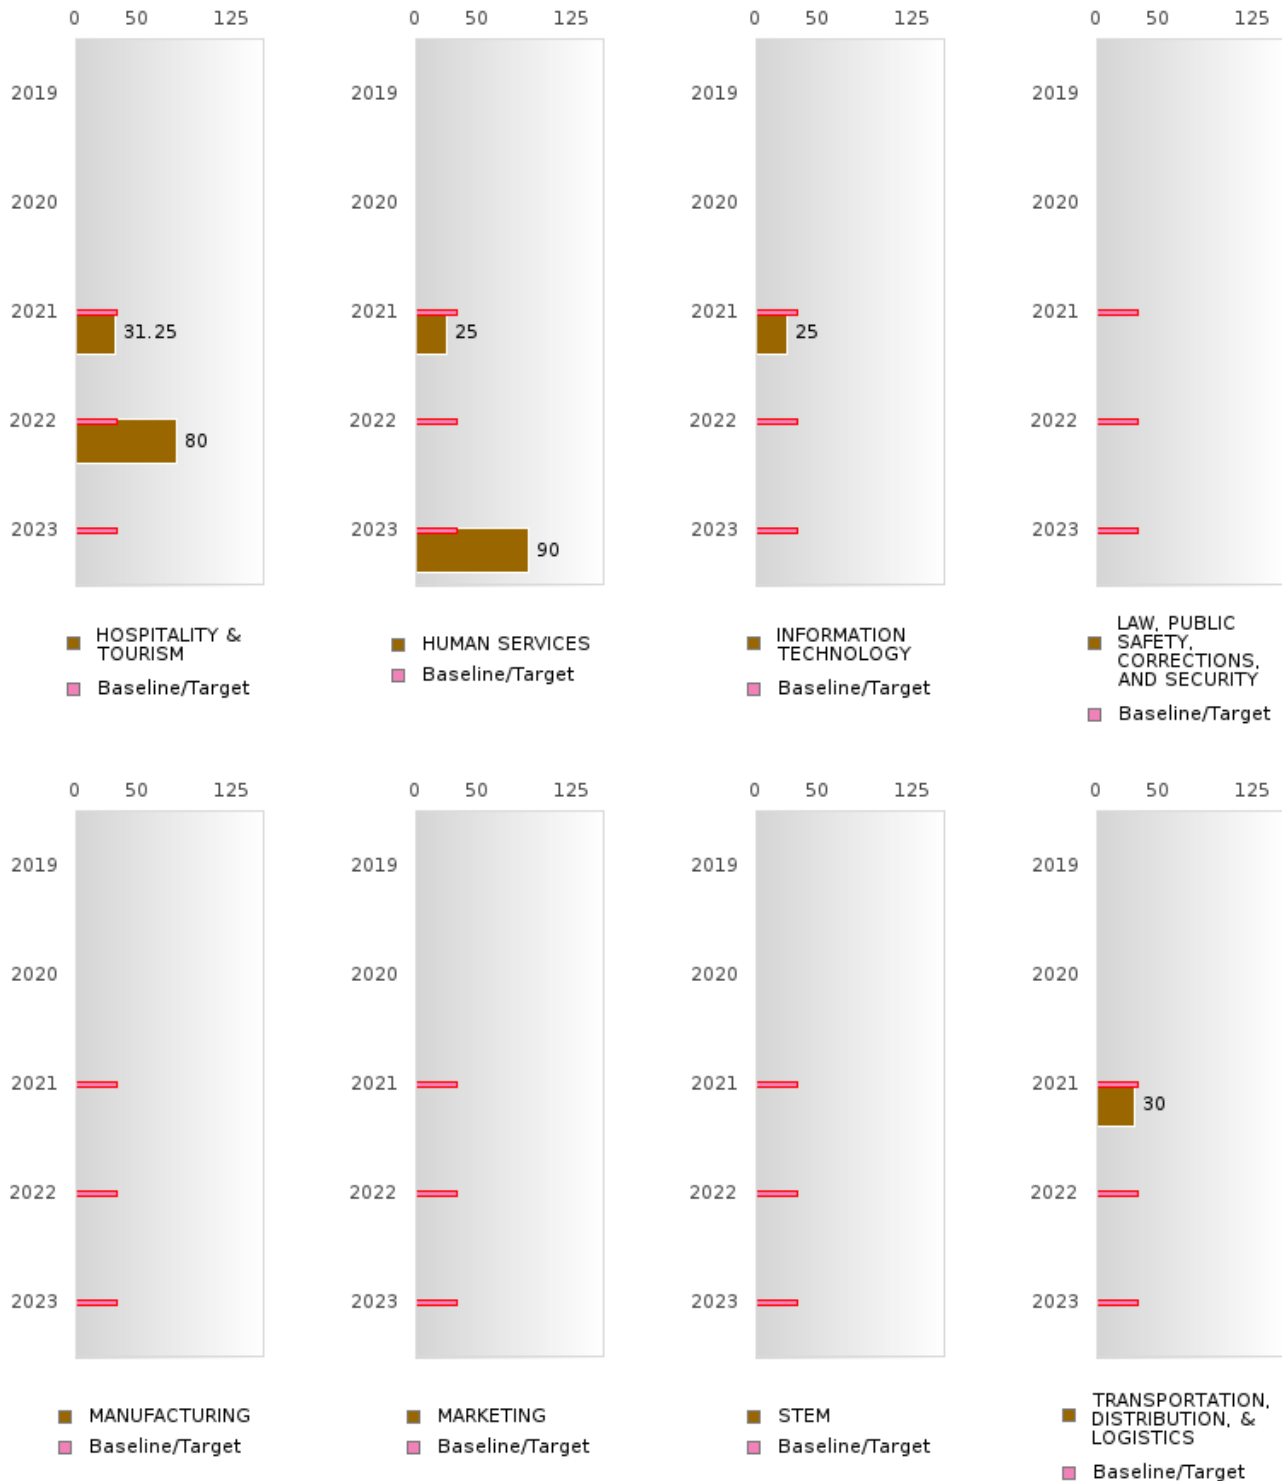 0 50 125 0 50 125 0 50 125 0 50 125
2019 2019 2019 2019
2020 2020 2020 2020
2021 2021 2021 2021
31.25 25 25
2022 2022 2022 2022
80
2023 2023 2023 2023
90
HOSPITALITY &
TOURISM
Baseline/Target
HUMAN SERVICES
Baseline/Target
INFORMATION
TECHNOLOGY
Baseline/Target
LAW, PUBLIC
SAFETY,
CORRECTIONS,
AND SECURITY
Baseline/Target
0 50 125 0 50 125 0 50 125 0 50 125
2019 2019 2019 2019
2020 2020 2020 2020
2021 2021 2021 2021
30
2022 2022 2022 2022
2023 2023 2023 2023
MANUFACTURING
Baseline/Target
MARKETING
Baseline/Target
STEM
Baseline/Target
TRANSPORTATION,
DISTRIBUTION, &
LOGISTICS
Baseline/Target